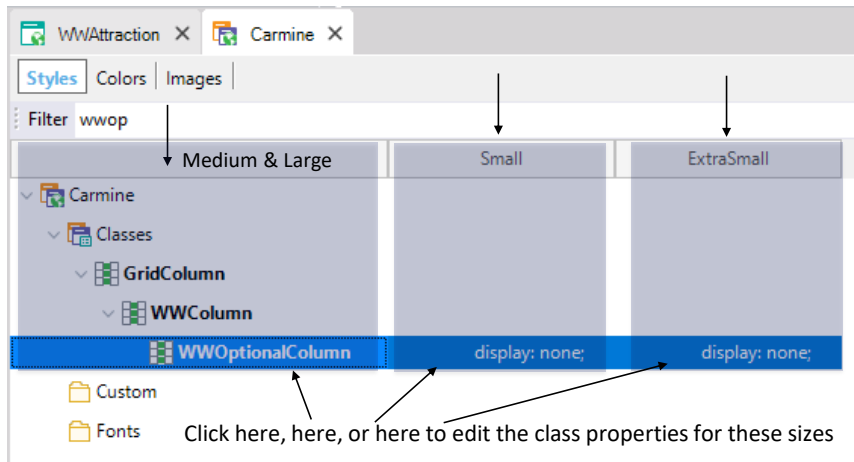 WWAttraction Carmine
Styles Colors Images
Filter wwop
Medium & Large Small ExtraSmall
Carmine
Classes
GridColumn
WWColumn
WWOptionalColumn display: none; display: none;
Custom
Fonts Click here, here, or here to edit the class properties for these sizes